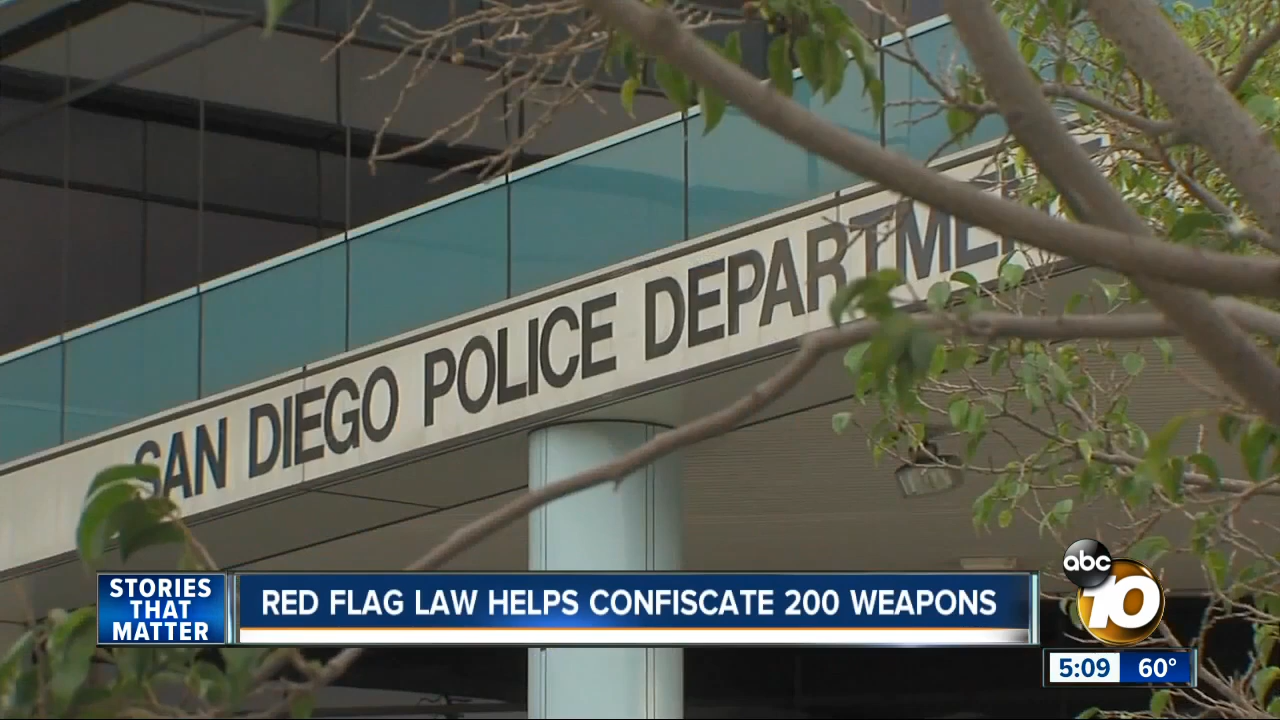 SAN DIEGO POLICE DEPARTMENT
STORIES
THAT
MATTER
RED FLAG LAW HELPS CONFISCATE 200 WEAPONS
abc
10
5:09 60°